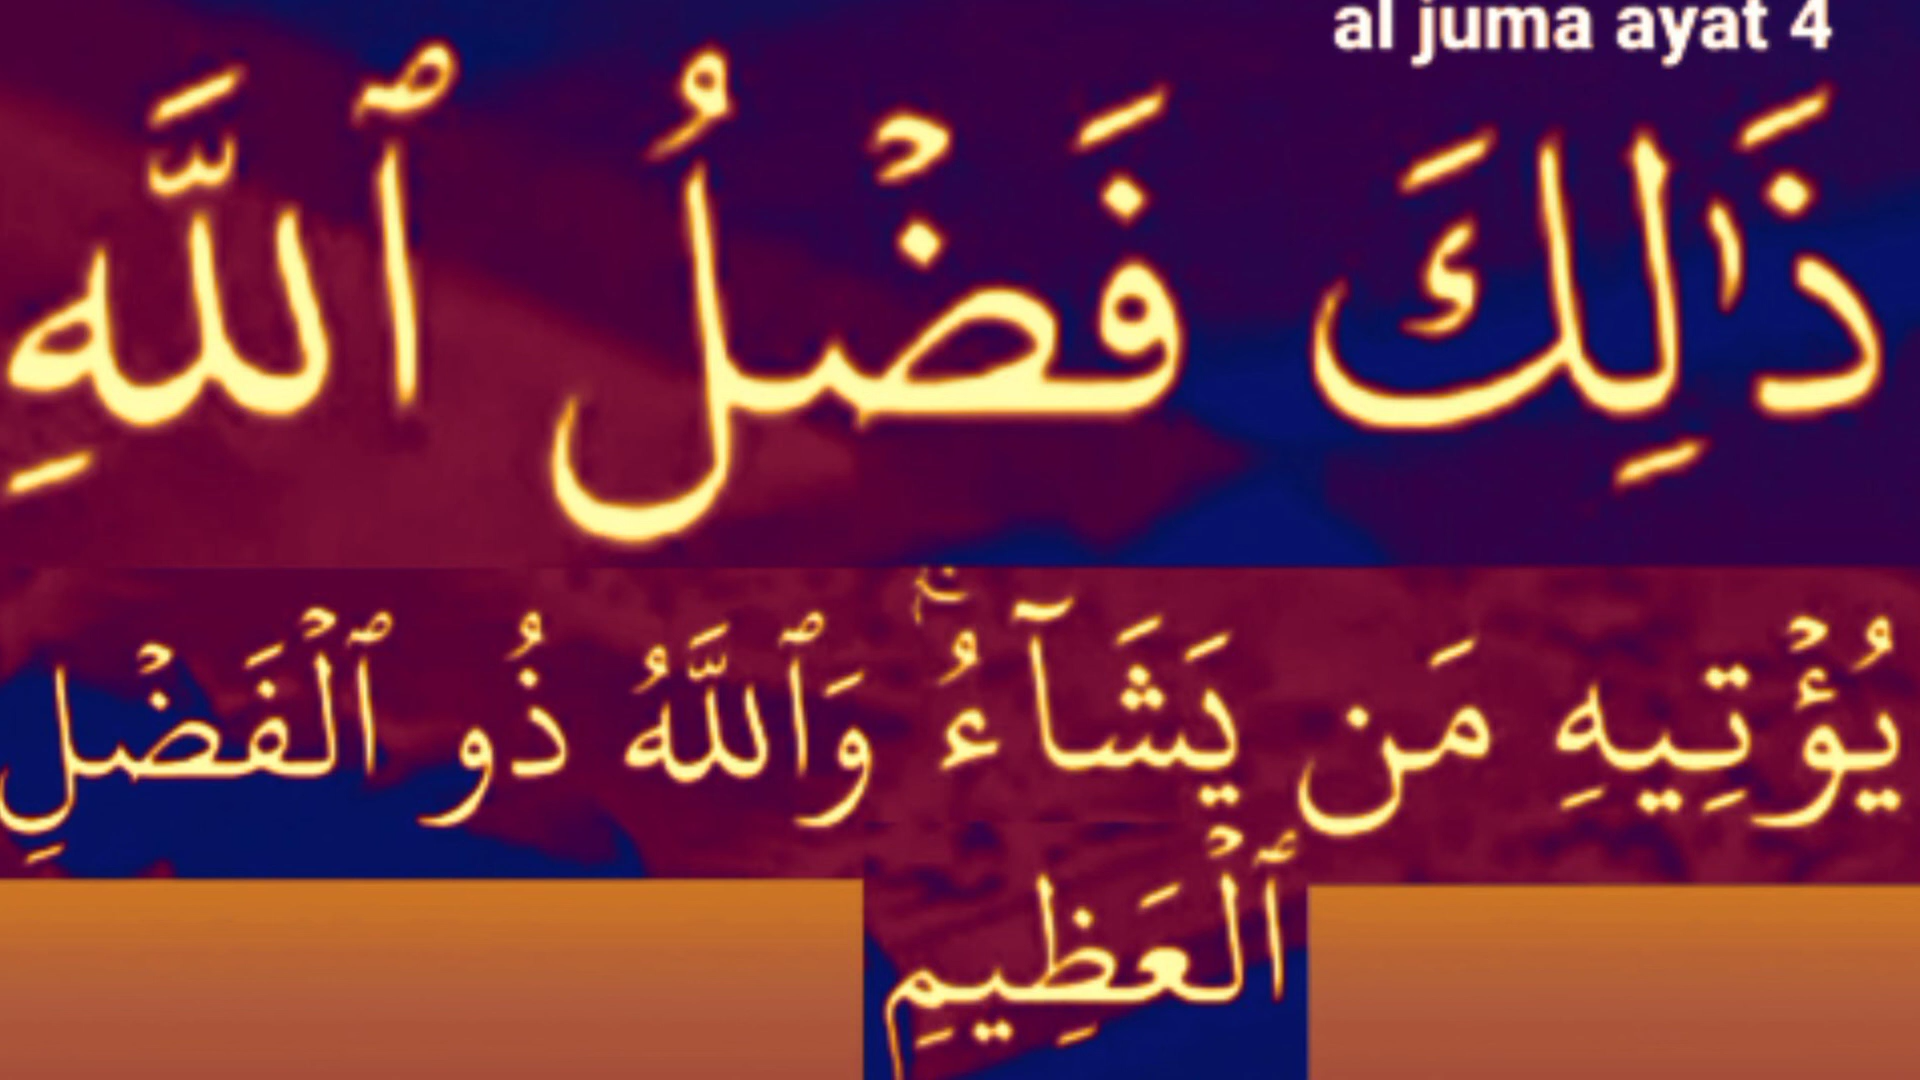 al juma ayat 4
ذَٰلِكَ فَضۡلُ ٱللَّهِ
يُؤۡتِيهِ مَن يَشَآءُۚ وَٱللَّهُ ذُو ٱلۡفَضۡلِ
ٱلۡعَظِيمِ